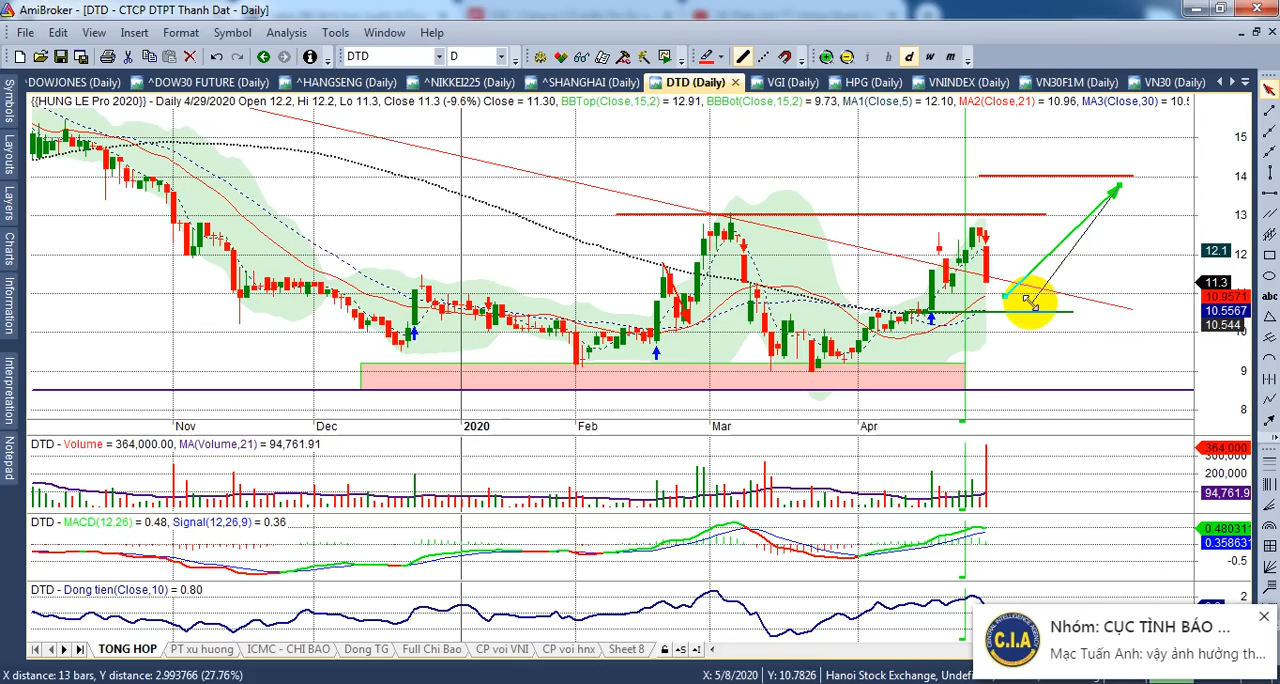 AmiBroker - [DTD - CTCP DTPT Thanh Dat - Daily]
File Edit View Insert Format Symbol Analysis Tools Window Help
DTD D i h d w m
DOWJONES (Daily) ^DOW30 FUTURE (Daily) ^HANGSENG (Daily) ^NIKKEI225 (Daily) ^SHANGHAI (Daily) DTD (Daily) VGI (Daily) HPG (Daily) VNINDEX (Daily) VN30F1M (Daily) VN30 (Daily)
{{HUNG LE Pro 2020}} - Daily 4/29/2020 Open 12.2, Hi 12.2, Lo 11.3, Close 11.3 (-9.6%) Close = 11.30, BBTop(Close,15,2) = 12.91, BBBot(Close,15,2) = 9.73, MA1(Close,5) = 12.10, MA2(Close,21) = 10.96, MA3(Close,30) = 10.5
Symbols
Layouts
Layers
Charts
Information
Interpretation
Notepad
abc
15
14
13
12.1
12
11.3
11
10.9571
10.5567
10.544
10
9
8
Nov Dec 2020 Feb Mar Apr
DTD - Volume = 364,000.00, MA(Volume,21) = 94,761.91
364,000
300,000
200,000
94,761.9
DTD - MACD(12,26) = 0.48, Signal(12,26,9) = 0.36
0.480311
0.358631
-0.5
DTD - Dong tien(Close,10) = 0.80
2
TONG HOP PT xu huong ICMC - CHI BAO Dong TG Full Chi Bao CP voi VNI CP voi hnx Sheet 8
Nhóm: CỤC TÌNH BÁO ...
Mạc Tuấn Anh: vậy ảnh hưởng th...
C.I.A
X distance: 13 bars, Y distance: 2.993766 (27.76%) X: 5/8/2020 Y: 10.7826 Hanoi Stock Exchange, Undef